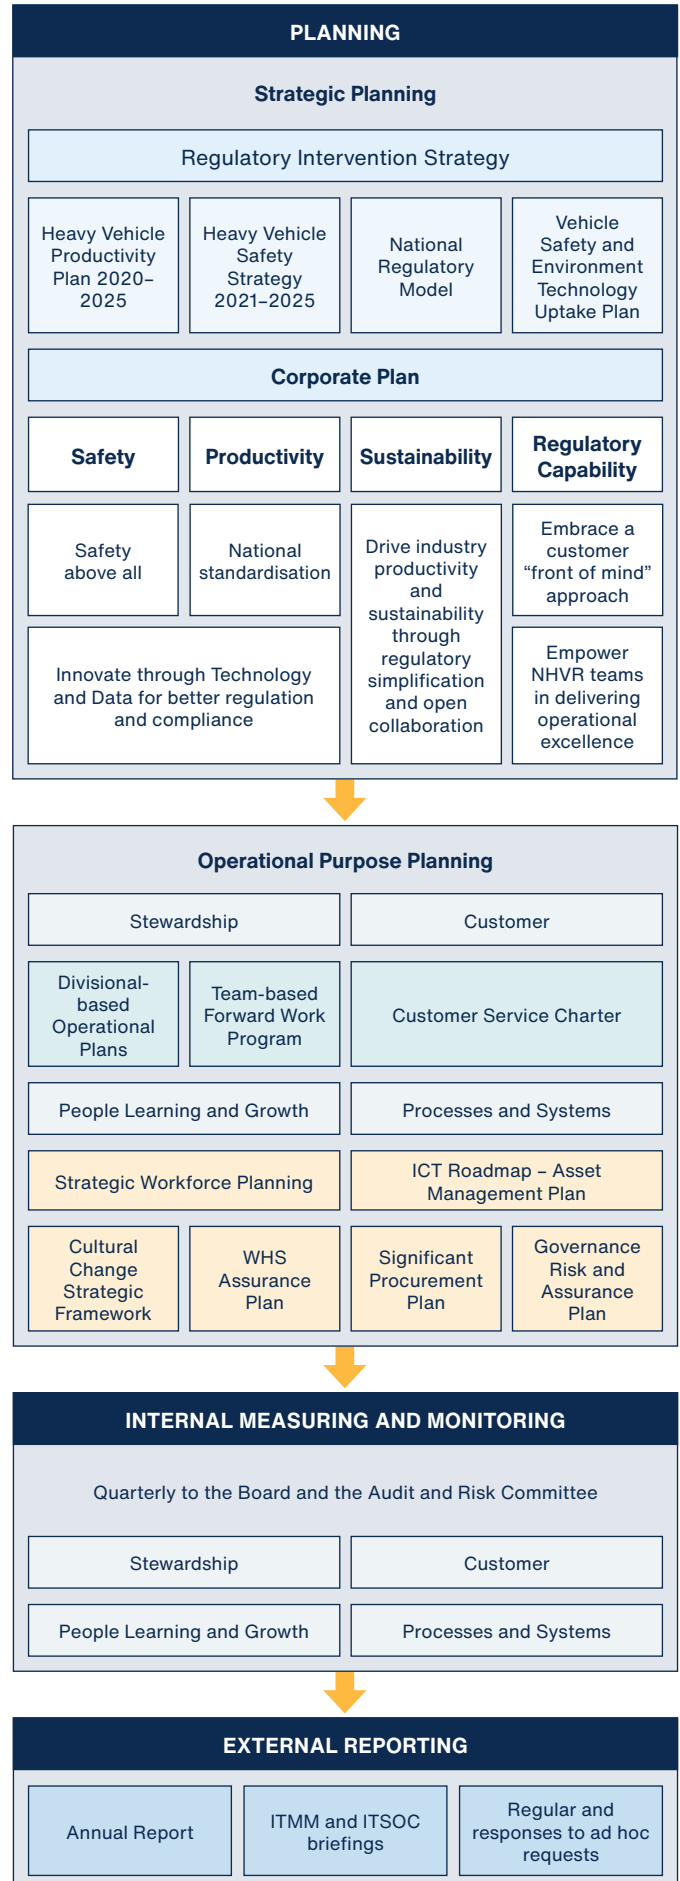 PLANNING
Strategic Planning
Regulatory Intervention Strategy
Heavy Vehicle
Productivity
Plan 2020–
2025
Heavy Vehicle
Safety
Strategy
2021–2025
National
Regulatory
Model
Vehicle
Safety and
Environment
Technology
Uptake Plan
Corporate Plan
Safety
Productivity
Sustainability
Regulatory
Capability
Safety
above all
National
standardisation
Drive industry
productivity
and
sustainability
through
regulatory
simplification
and open
collaboration
Embrace a
customer
“front of mind”
approach
Innovate through Technology
and Data for better regulation
and compliance
Empower
NHVR teams
in delivering
operational
excellence
Operational Purpose Planning
Stewardship
Customer
Divisional-
based
Operational
Plans
Team-based
Forward Work
Program
Customer Service Charter
People Learning and Growth
Processes and Systems
Strategic Workforce Planning
ICT Roadmap – Asset
Management Plan
Cultural
Change
Strategic
Framework
WHS
Assurance
Plan
Significant
Procurement
Plan
Governance
Risk and
Assurance
Plan
INTERNAL MEASURING AND MONITORING
Quarterly to the Board and the Audit and Risk Committee
Stewardship
Customer
People Learning and Growth
Processes and Systems
EXTERNAL REPORTING
Annual Report
ITMM and ITSOC
briefings
Regular and
responses to ad hoc
requests